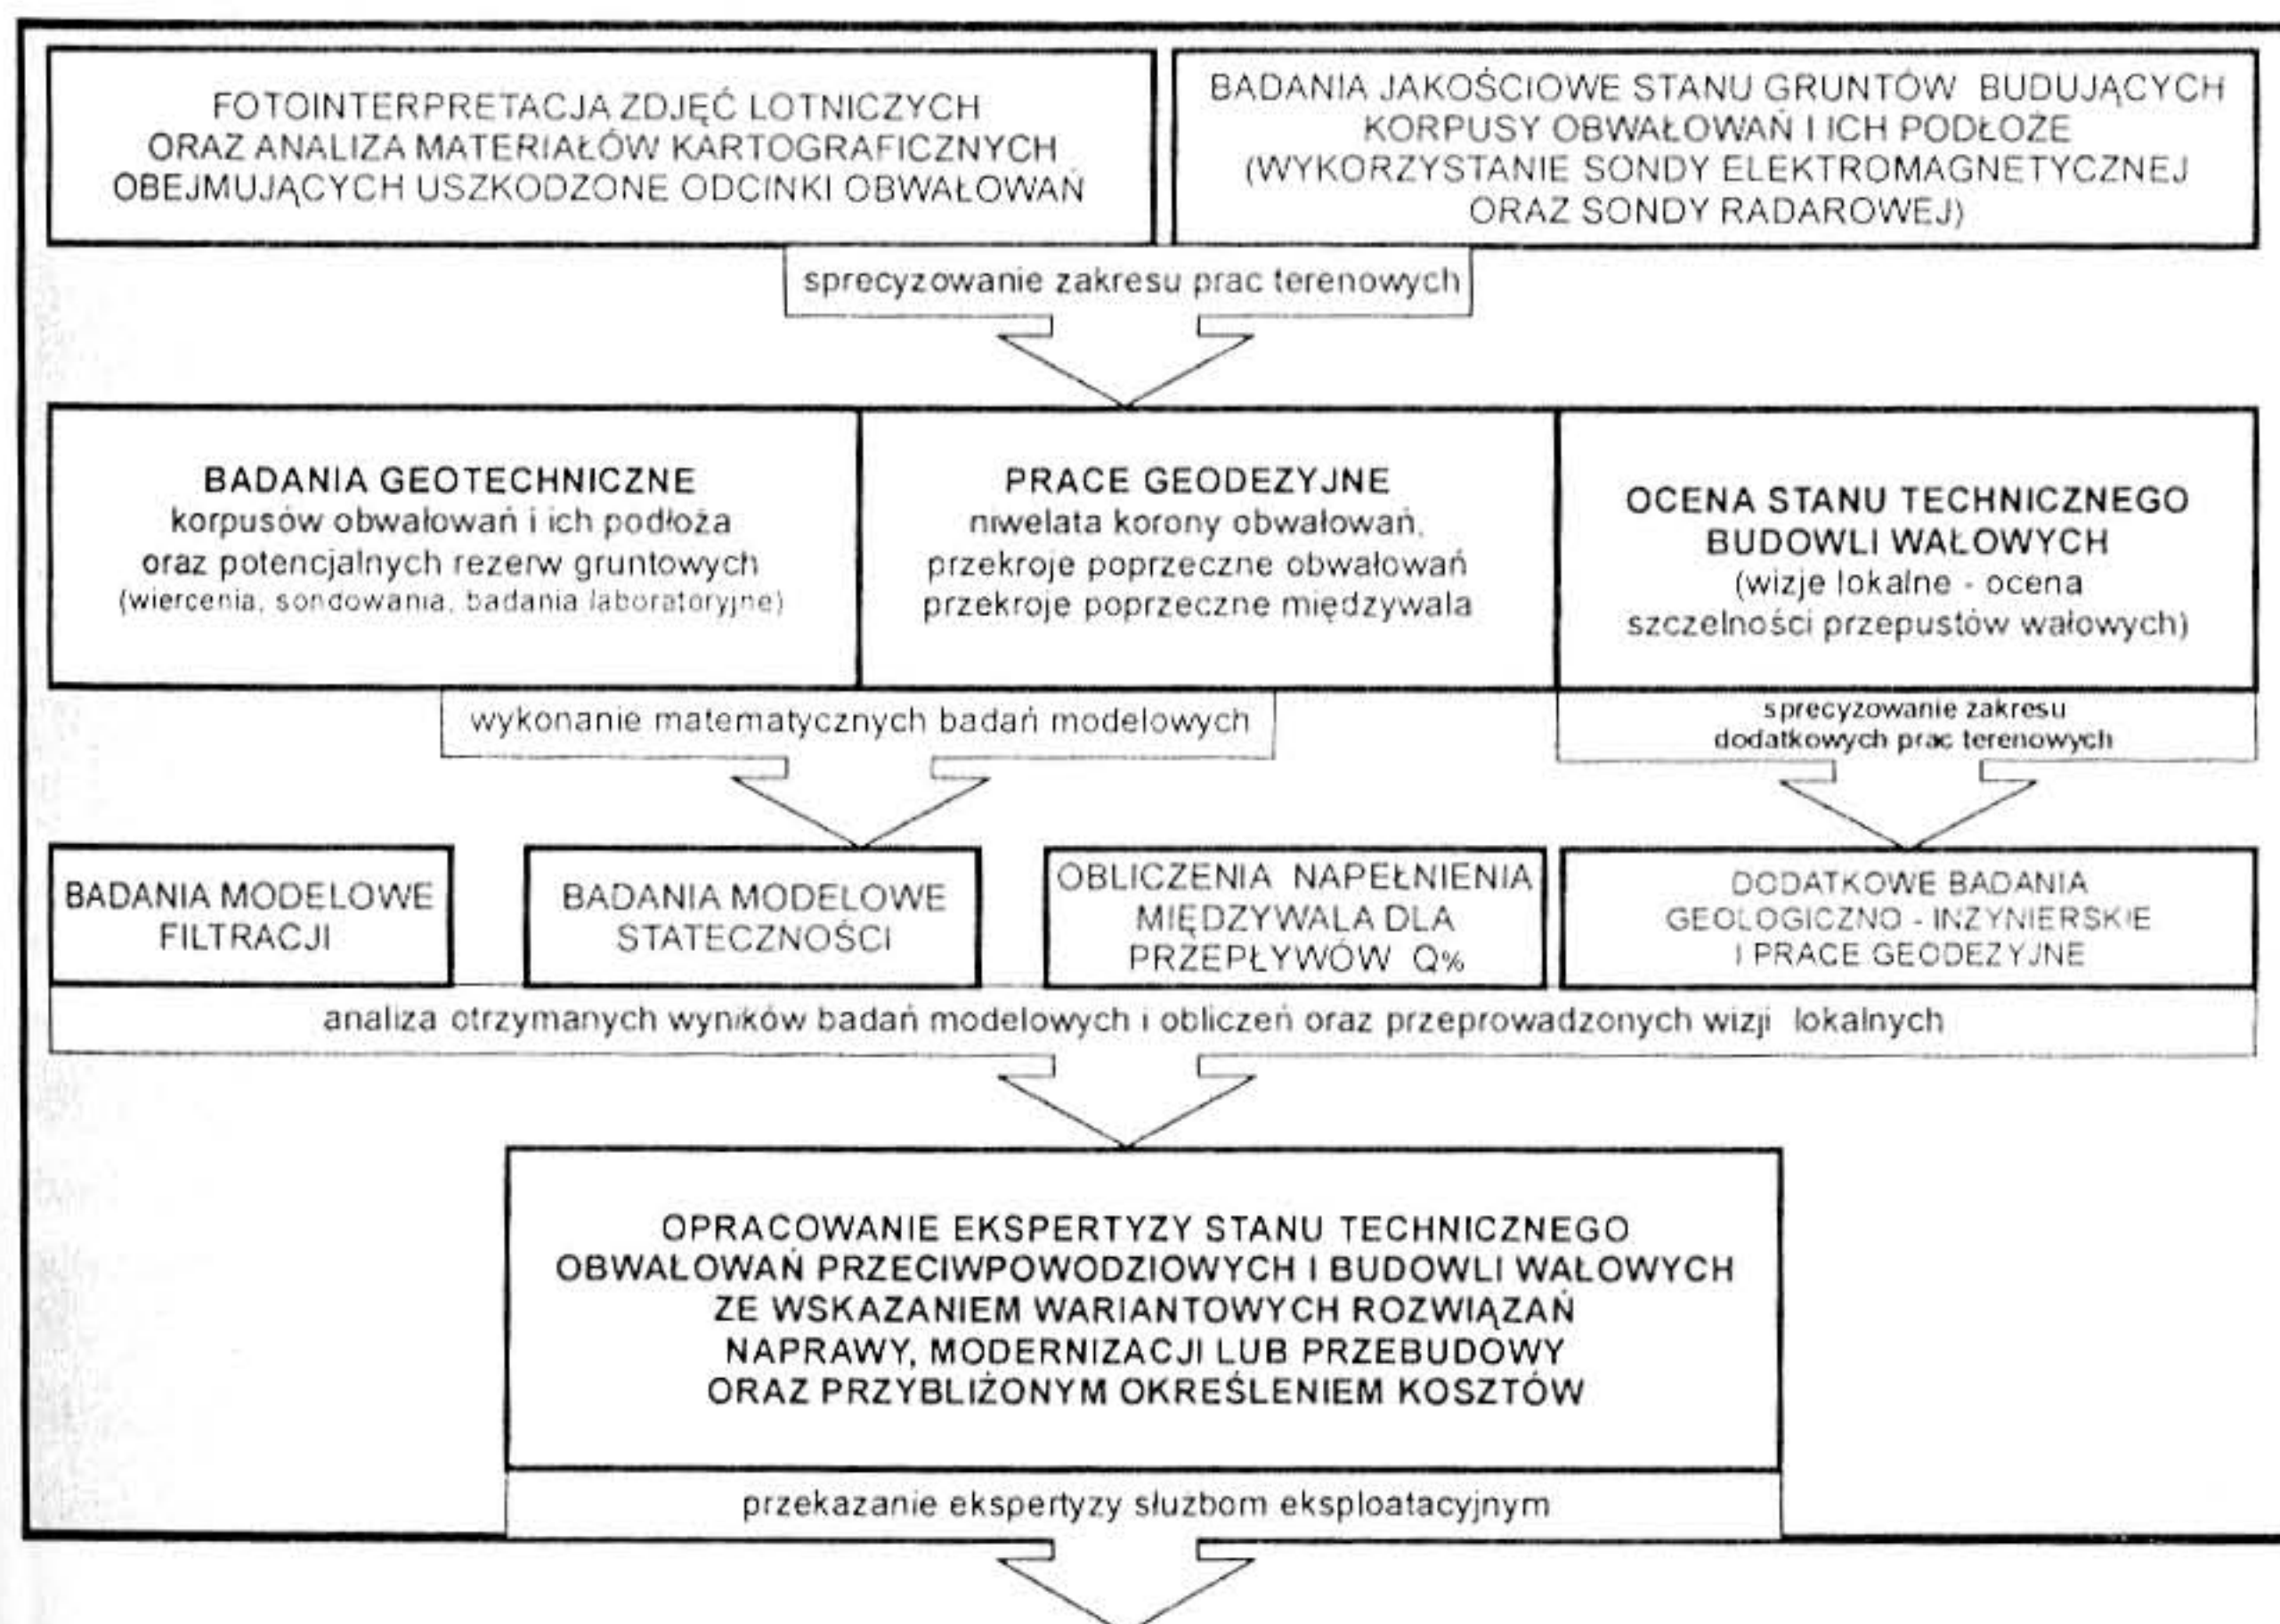 FOTOINTERPRETACJA ZDJĘĆ LOTNICZYCH
ORAZ ANALIZA MATERIAŁÓW KARTOGRAFICZNYCH
OBEJMUJĄCYCH USZKODZONE ODCINKI OBWAŁOWAŃ
BADANIA JAKOŚCIOWE STANU GRUNTÓW BUDUJĄCYCH
KORPUSY OBWAŁOWAŃ I ICH PODŁOŻE
(WYKORZYSTANIE SONDY ELEKTROMAGNETYCZNEJ
ORAZ SONDY RADAROWEJ)
sprecyzowanie zakresu prac terenowych
BADANIA GEOTECHNICZNE
korpusów obwałowań i ich podłoża
oraz potencjalnych rezerw gruntowych
(wiercenia, sondowania, badania laboratoryjne)
PRACE GEODEZYJNE
niwelata korony obwałowań,
przekroje poprzeczne obwałowań
przekroje poprzeczne międzywala
OCENA STANU TECHNICZNEGO
BUDOWLI WAŁOWYCH
(wizje lokalne - ocena
szczelności przepustów wałowych)
wykonanie matematycznych badań modelowych
sprecyzowanie zakresu
dodatkowych prac terenowych
BADANIA MODELOWE
FILTRACJI
BADANIA MODELOWE
STATECZNOŚCI
OBLICZENIA NAPEŁNIENIA
MIĘDZYWALA DLA
PRZEPŁYWÓW Q%
DODATKOWE BADANIA
GEOLOGICZNO - INŻYNIERSKIE
I PRACE GEODEZYJNE
analiza otrzymanych wyników badań modelowych i obliczeń oraz przeprowadzonych wizji lokalnych
OPRACOWANIE EKSPERTYZY STANU TECHNICZNEGO
OBWAŁOWAŃ PRZECIWPOWODZIOWYCH I BUDOWLI WAŁOWYCH
ZE WSKAZANIEM WARIANTOWYCH ROZWIĄZAŃ
NAPRAWY, MODERNIZACJI LUB PRZEBUDOWY
ORAZ PRZYBLIŻONYM OKREŚLENIEM KOSZTÓW
przekazanie ekspertyzy służbom eksploatacyjnym